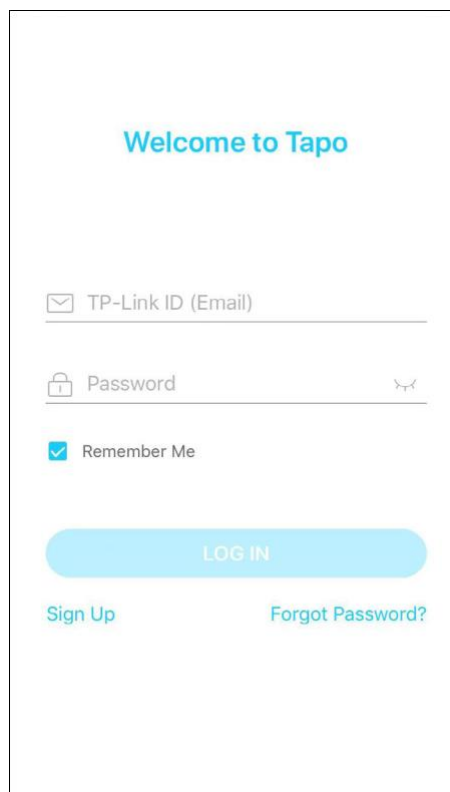 Welcome to Tapo
TP-Link ID (Email)
Password
Remember Me
LOG IN
Sign Up
Forgot Password?